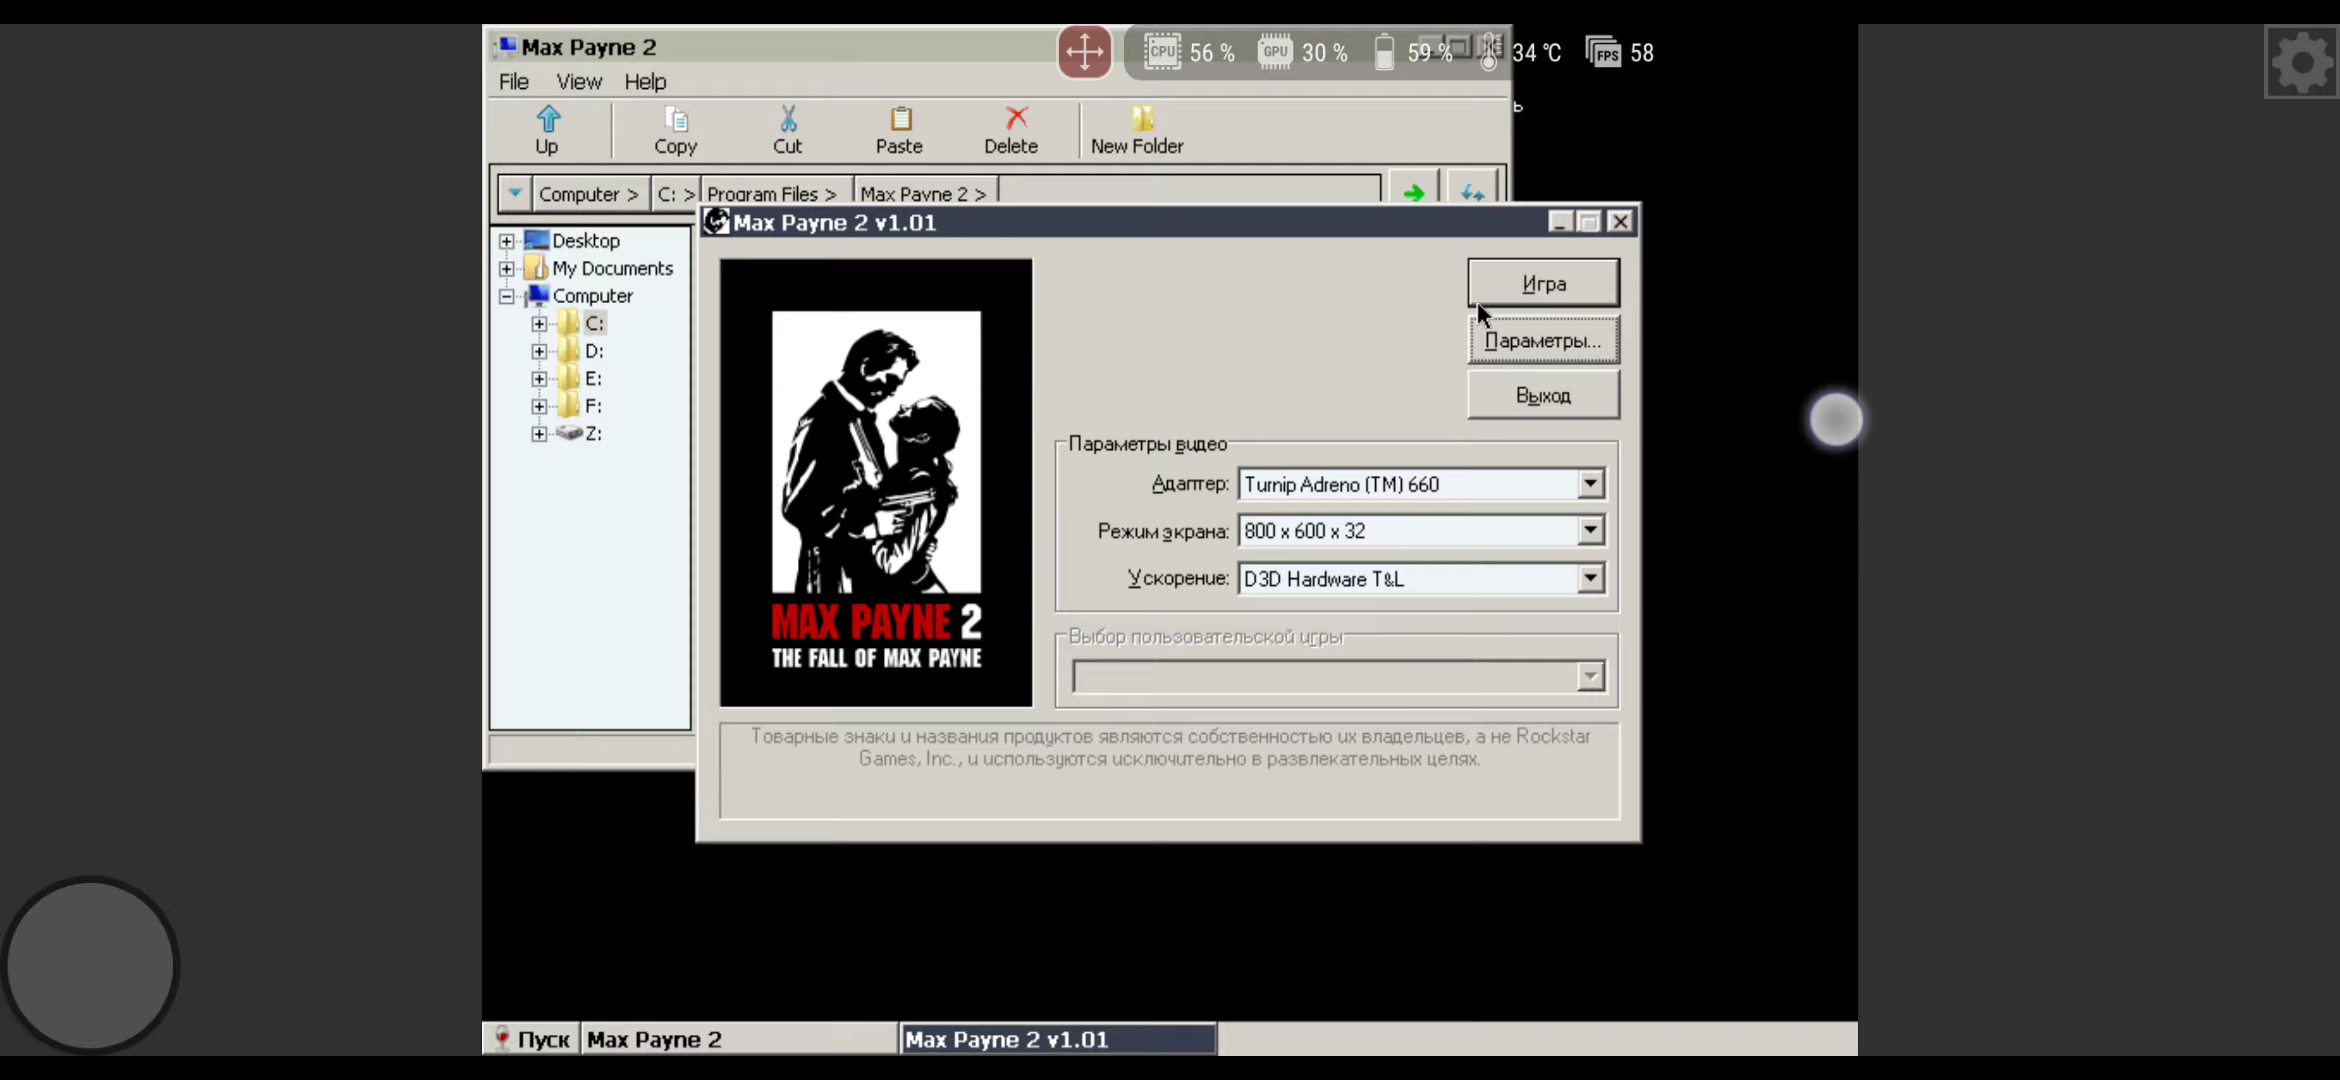 Max Payne 2
CPU 56 % GPU 30 % 59 % 34 °C FPS 58
File View Help
ь
Up Copy Cut Paste Delete New Folder
Computer > C: > Program Files > Max Payne 2 >
Max Payne 2 v1.01
Desktop
My Documents
Computer
C:
D:
E:
F:
Z:
MAX PAYNE 2
THE FALL OF MAX PAYNE
Игра
Параметры...
Выход
Параметры видео
Адаптер: Turnip Adreno (TM) 660
Режим экрана: 800 x 600 x 32
Ускорение: D3D Hardware T&L
Выбор пользовательской игры
Товарные знаки и названия продуктов являются собственностью их владельцев, а не Rockstar
Games, Inc., и используются исключительно в развлекательных целях.
Пуск Max Payne 2 Max Payne 2 v1.01